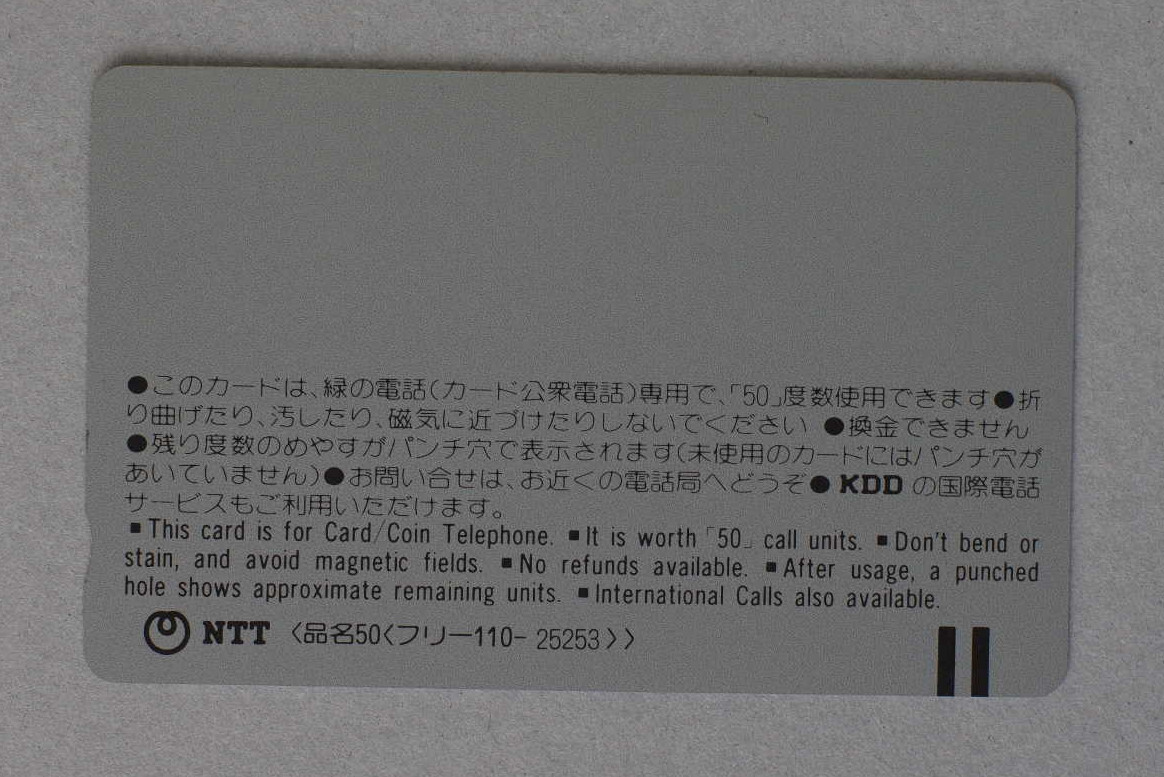 ●このカードは、緑の電話(カード公衆電話)専用で、「50」度数使用できます●折
り曲げたり、汚したり、磁気に近づけたりしないでください ●換金できません
●残り度数のめやすがパンチ穴で表示されます(未使用のカードにはパンチ穴が
あいていません)●お問い合せは、お近くの電話局へどうぞ● KDD の国際電話
サービスもご利用いただけます。
■This card is for Card/Coin Telephone. ■It is worth「50」call units. ■Don't bend or
stain, and avoid magnetic fields. ■No refunds available. ■After usage, a punched
hole shows approximate remaining units. ■International Calls also available.
NTT 〈品名50〈フリー110- 25253〉〉